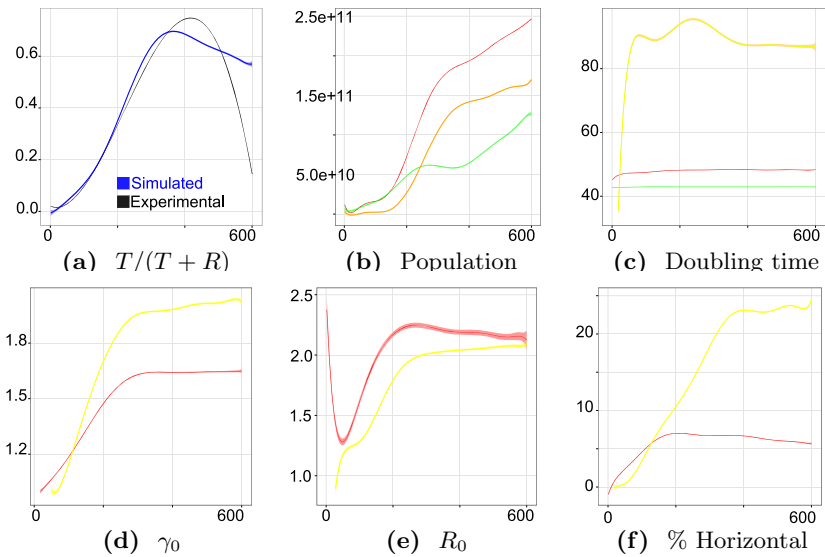 0.6
0.4
0.2
0.0
Simulated
Experimental
0
600
(a) T/(T + R)
2.5e+11
1.5e+11
5.0e+10
0
600
(b) Population
80
60
40
0
600
(c) Doubling time
1.8
1.5
1.2
0
600
(d) γ₀
2.5
2.0
1.5
1.0
0
600
(e) R₀
20
10
0
0
600
(f) % Horizontal